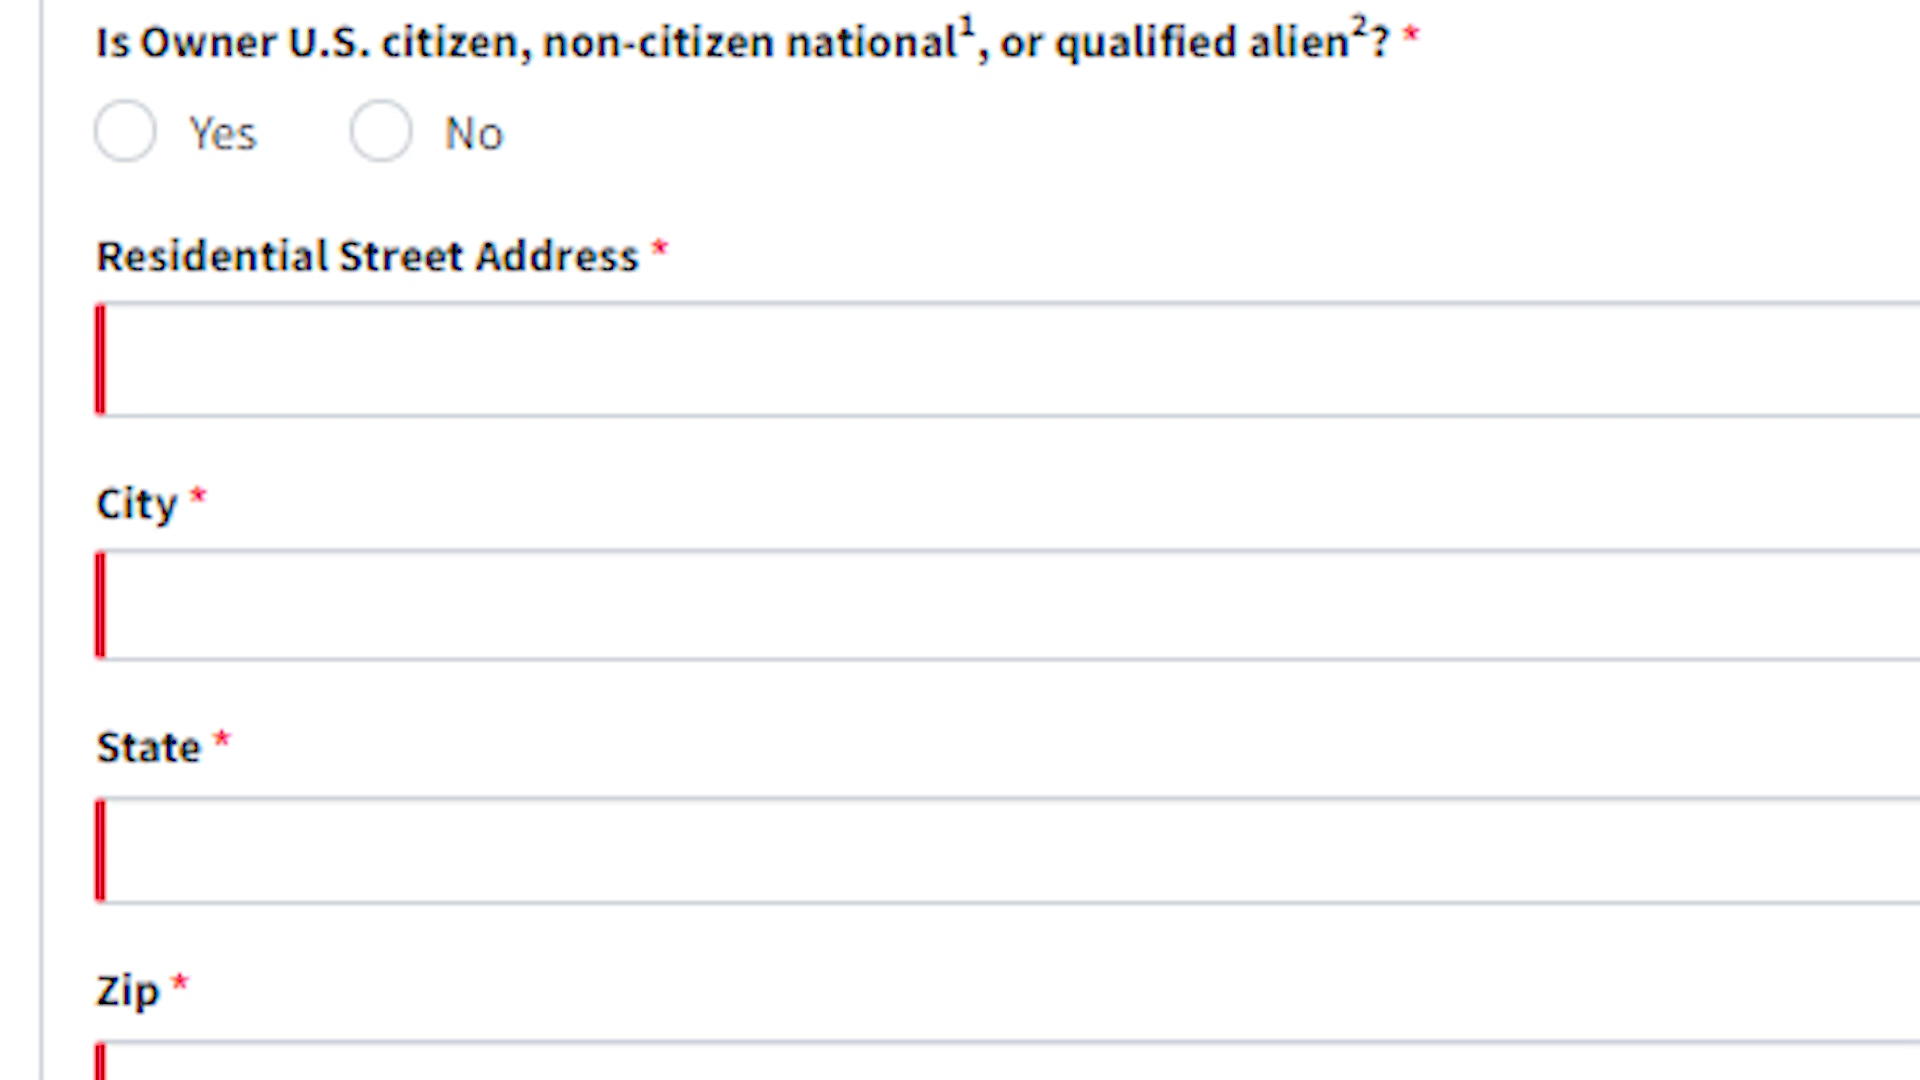 Is Owner U.S. citizen, non-citizen national¹, or qualified alien²? *
Yes No
Residential Street Address *
City *
State *
Zip *